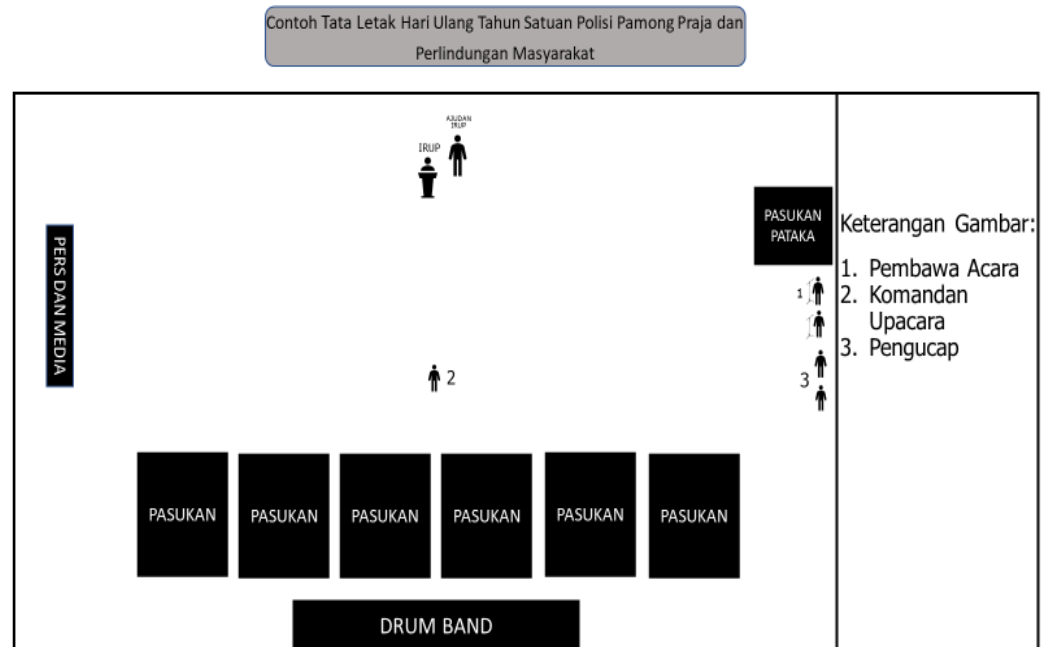 Contoh Tata Letak Hari Ulang Tahun Satuan Polisi Pamong Praja dan
Perlindungan Masyarakat
AJUDAN
IRUP
IRUP
PERS DAN MEDIA
PASUKAN
PATAKA
1
2
3
Keterangan Gambar:
1. Pembawa Acara
2. Komandan
Upacara
3. Pengucap
PASUKAN
PASUKAN
PASUKAN
PASUKAN
PASUKAN
PASUKAN
DRUM BAND